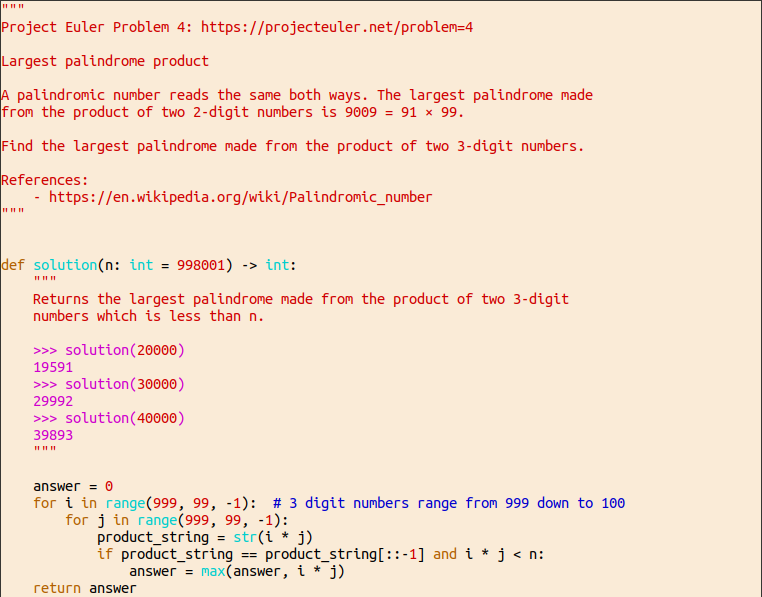 """
Project Euler Problem 4: https://projecteuler.net/problem=4

Largest palindrome product

A palindromic number reads the same both ways. The largest palindrome made
from the product of two 2-digit numbers is 9009 = 91 × 99.

Find the largest palindrome made from the product of two 3-digit numbers.

References:
    - https://en.wikipedia.org/wiki/Palindromic_number
"""


def solution(n: int = 998001) -> int:
    """
    Returns the largest palindrome made from the product of two 3-digit
    numbers which is less than n.

    >>> solution(20000)
    19591
    >>> solution(30000)
    29992
    >>> solution(40000)
    39893
    """

    answer = 0
    for i in range(999, 99, -1):  # 3 digit numbers range from 999 down to 100
        for j in range(999, 99, -1):
            product_string = str(i * j)
            if product_string == product_string[::-1] and i * j < n:
                answer = max(answer, i * j)
    return answer